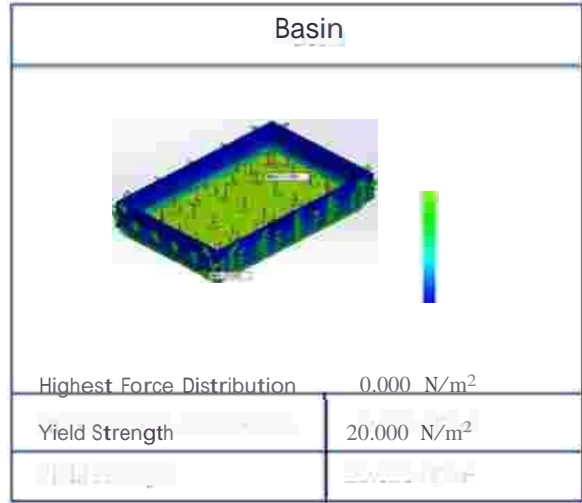 Basin
Highest Force Distribution 0.000 N/m²
Yield Strength 20.000 N/m²